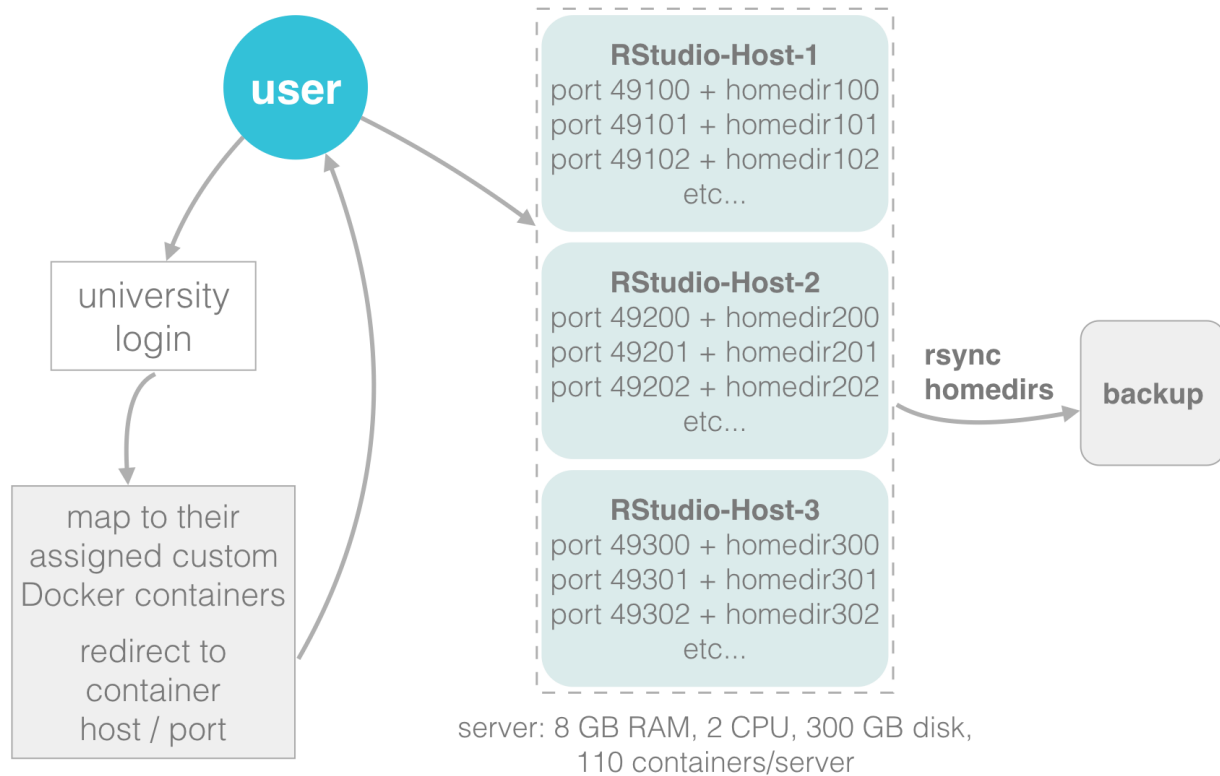 user
university
login
map to their
assigned custom
Docker containers
redirect to
container
host / port
RStudio-Host-1
port 49100 + homedir100
port 49101 + homedir101
port 49102 + homedir102
etc...
RStudio-Host-2
port 49200 + homedir200
port 49201 + homedir201
port 49202 + homedir202
etc...
RStudio-Host-3
port 49300 + homedir300
port 49301 + homedir301
port 49302 + homedir302
etc...
server: 8 GB RAM, 2 CPU, 300 GB disk,
110 containers/server
rsync
homedirs
backup